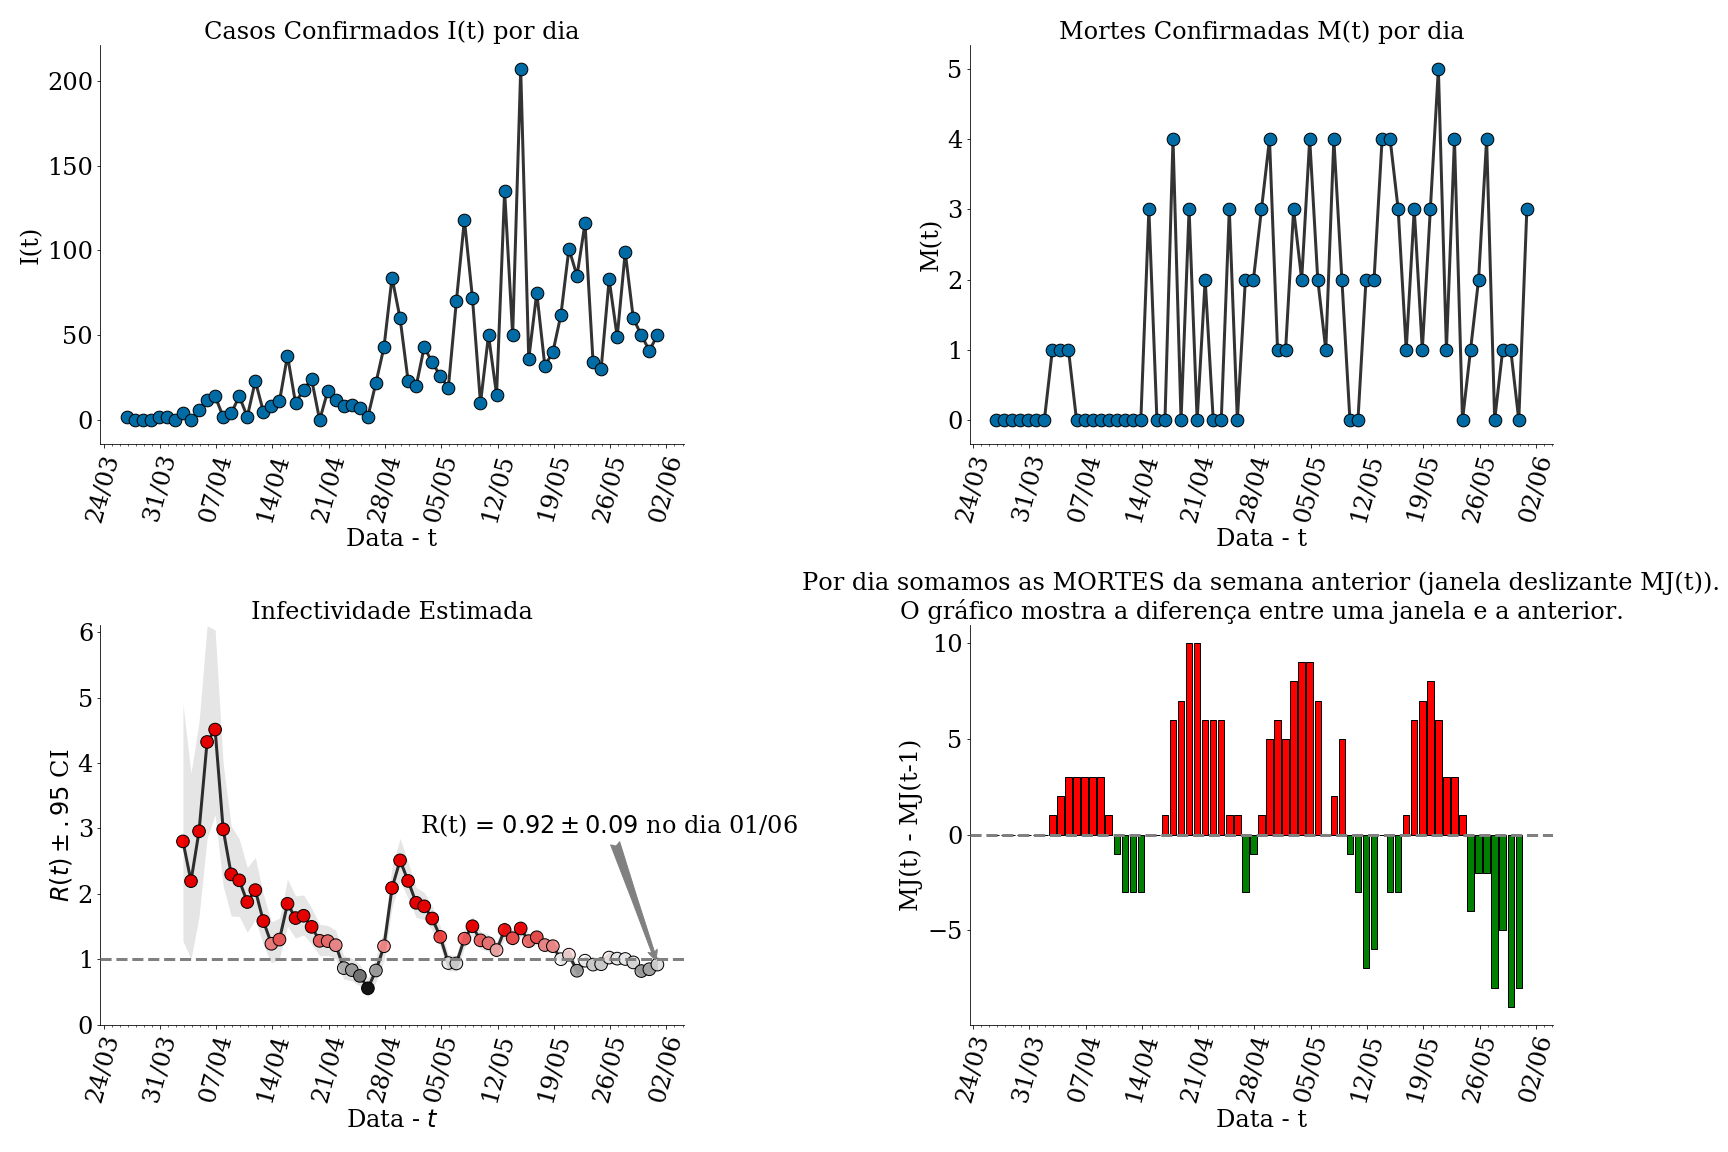 Casos Confirmados I(t) por dia
I(t)
200
150
100
50
0
24/03 31/03 07/04 14/04 21/04 28/04 05/05 12/05 19/05 26/05 02/06
Data - t
Mortes Confirmadas M(t) por dia
M(t)
5
4
3
2
1
0
24/03 31/03 07/04 14/04 21/04 28/04 05/05 12/05 19/05 26/05 02/06
Data - t
Infectividade Estimada
R(t) ± .95 CI
6
5
4
3
2
1
0
R(t) = 0.92 ± 0.09 no dia 01/06
24/03 31/03 07/04 14/04 21/04 28/04 05/05 12/05 19/05 26/05 02/06
Data - t
Por dia somamos as MORTES da semana anterior (janela deslizante MJ(t)).
O gráfico mostra a diferença entre uma janela e a anterior.
MJ(t) - MJ(t-1)
10
5
0
−5
24/03 31/03 07/04 14/04 21/04 28/04 05/05 12/05 19/05 26/05 02/06
Data - t